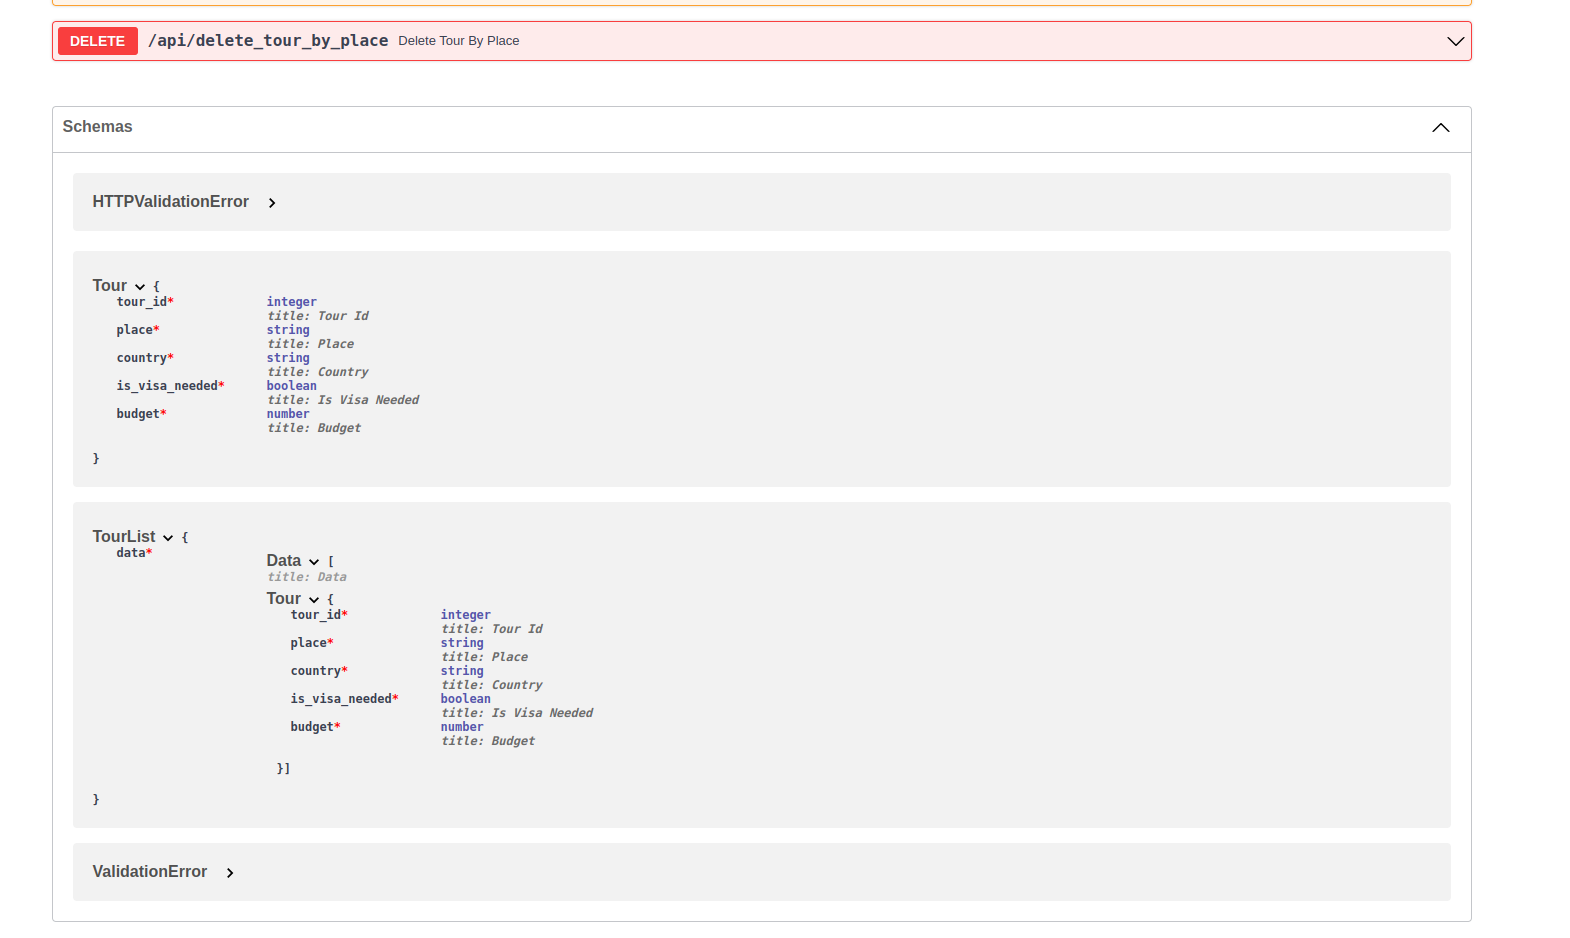 DELETE /api/delete_tour_by_place Delete Tour By Place
Schemas
HTTPValidationError
Tour {
tour_id* integer
title: Tour Id
place* string
title: Place
country* string
title: Country
is_visa_needed* boolean
title: Is Visa Needed
budget* number
title: Budget
}
TourList {
data*
Data [
title: Data
Tour {
tour_id* integer
title: Tour Id
place* string
title: Place
country* string
title: Country
is_visa_needed* boolean
title: Is Visa Needed
budget* number
title: Budget
}]
}
ValidationError